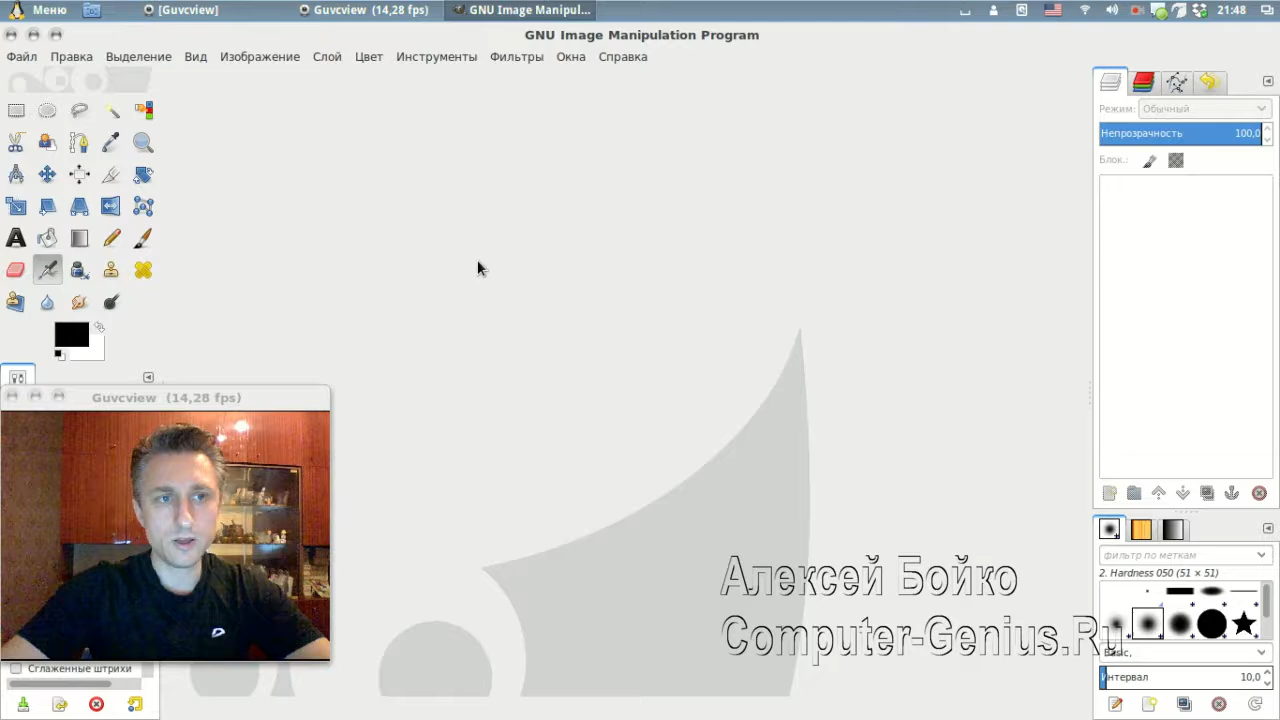 Меню
[Guvcview]
Guvcview (14,28 fps)
GNU Image Manipul...
21:48
GNU Image Manipulation Program
Файл Правка Выделение Вид Изображение Слой Цвет Инструменты Фильтры Окна Справка
Режим: Обычный
Непрозрачность 100,0
Блок.:
Guvcview (14,28 fps)
фильтр по меткам
2. Hardness 050 (51 × 51)
Алексей Бойко
Computer-Genius.Ru
Basic,
Сглаженные штрихи
Интервал 10,0